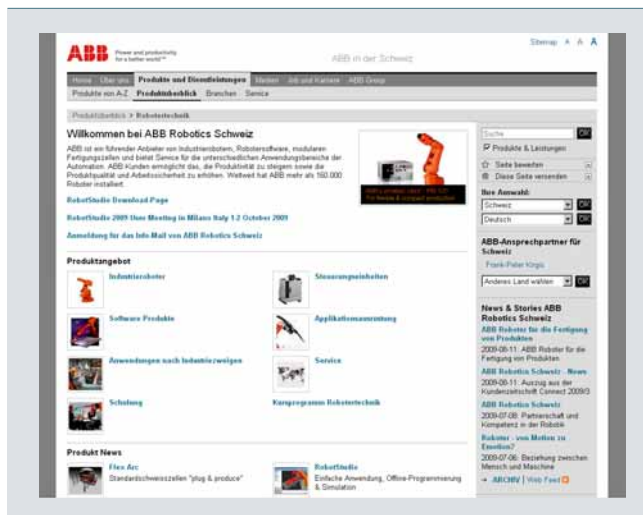 Sitemap A A A
ABB Power and productivity
for a better world™
ABB in der Schweiz
Home Über uns Produkte und Dienstleistungen Medien Job und Karriere ABB Group
Produkte von A-Z Produktüberblick Branchen Service
Produktüberblick > Robotertechnik
Willkommen bei ABB Robotics Schweiz
ABB ist ein führender Anbieter von Industrierobotern, Robotersoftware, modularen
Fertigungszellen und bietet Service für die unterschiedlichen Anwendungsbereiche der
Automation. ABB Kunden ermöglicht das, die Produktivität zu steigern sowie die
Produktqualität und Arbeitssicherheit zu erhöhen. Weltweit hat ABB mehr als 160.000
Roboter installiert.
RobotStudio Download-Page
RobotStudio 2009 User Meeting in Milano Italy 1-2 October 2009
Anmeldung für das Info-Mail von ABB Robotics Schweiz
Produktangebot
Industrieroboter
Steuerungseinheiten
Software Produkte
Applikationsausrüstung
Anwendungen nach Industriezweigen
Service
Schulung
Kursprogramm Robotertechnik
Produkt News
Flex Arc
Standardschweisszellen "plug & produce"
RobotStudio
Einfache Anwendung, Offline-Programmierung
& Simulation
Suche OK
Produkte & Leistungen
Seite bewerten
Diese Seite versenden
Ihre Auswahl:
Schweiz OK
Deutsch OK
ABB-Ansprechpartner für
Schweiz
Frank-Peter Kirgis
Anderes Land wählen OK
News & Stories ABB
Robotics Schweiz
ABB Roboter für die Fertigung
von Produkten
2009-08-11: ABB Roboter für die
Fertigung von Produkten
ABB Robotics Schweiz - News
2009-08-11: Auszug aus der
Kundenzeitschrift Connect 2009/3
ABB Robotics Schweiz
2009-07-08: Partnerschaft und
Kompetenz in der Robotik
Roboter - von Motion zu
Emotion?
2009-07-06: Beziehung zwischen
Mensch und Maschine
→ ARCHIV | Web Feed